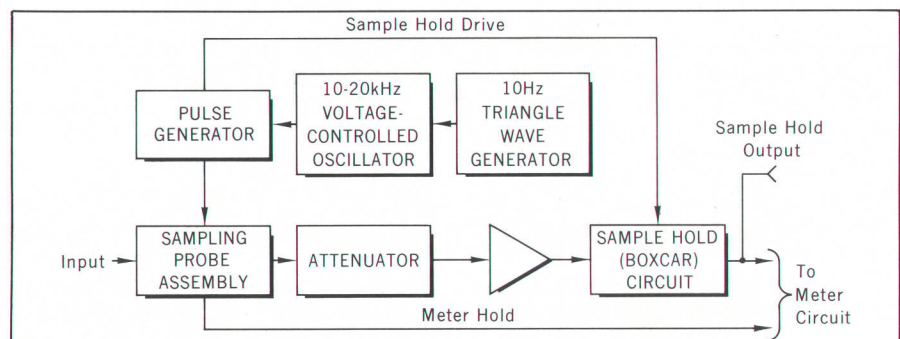 Sample Hold Drive
PULSE
GENERATOR
10-20kHz
VOLTAGE-
CONTROLLED
OSCILLATOR
10Hz
TRIANGLE
WAVE
GENERATOR
Sample Hold
Output
Input
SAMPLING
PROBE
ASSEMBLY
ATTENUATOR
SAMPLE HOLD
(BOXCAR)
CIRCUIT
To
Meter
Circuit
Meter Hold